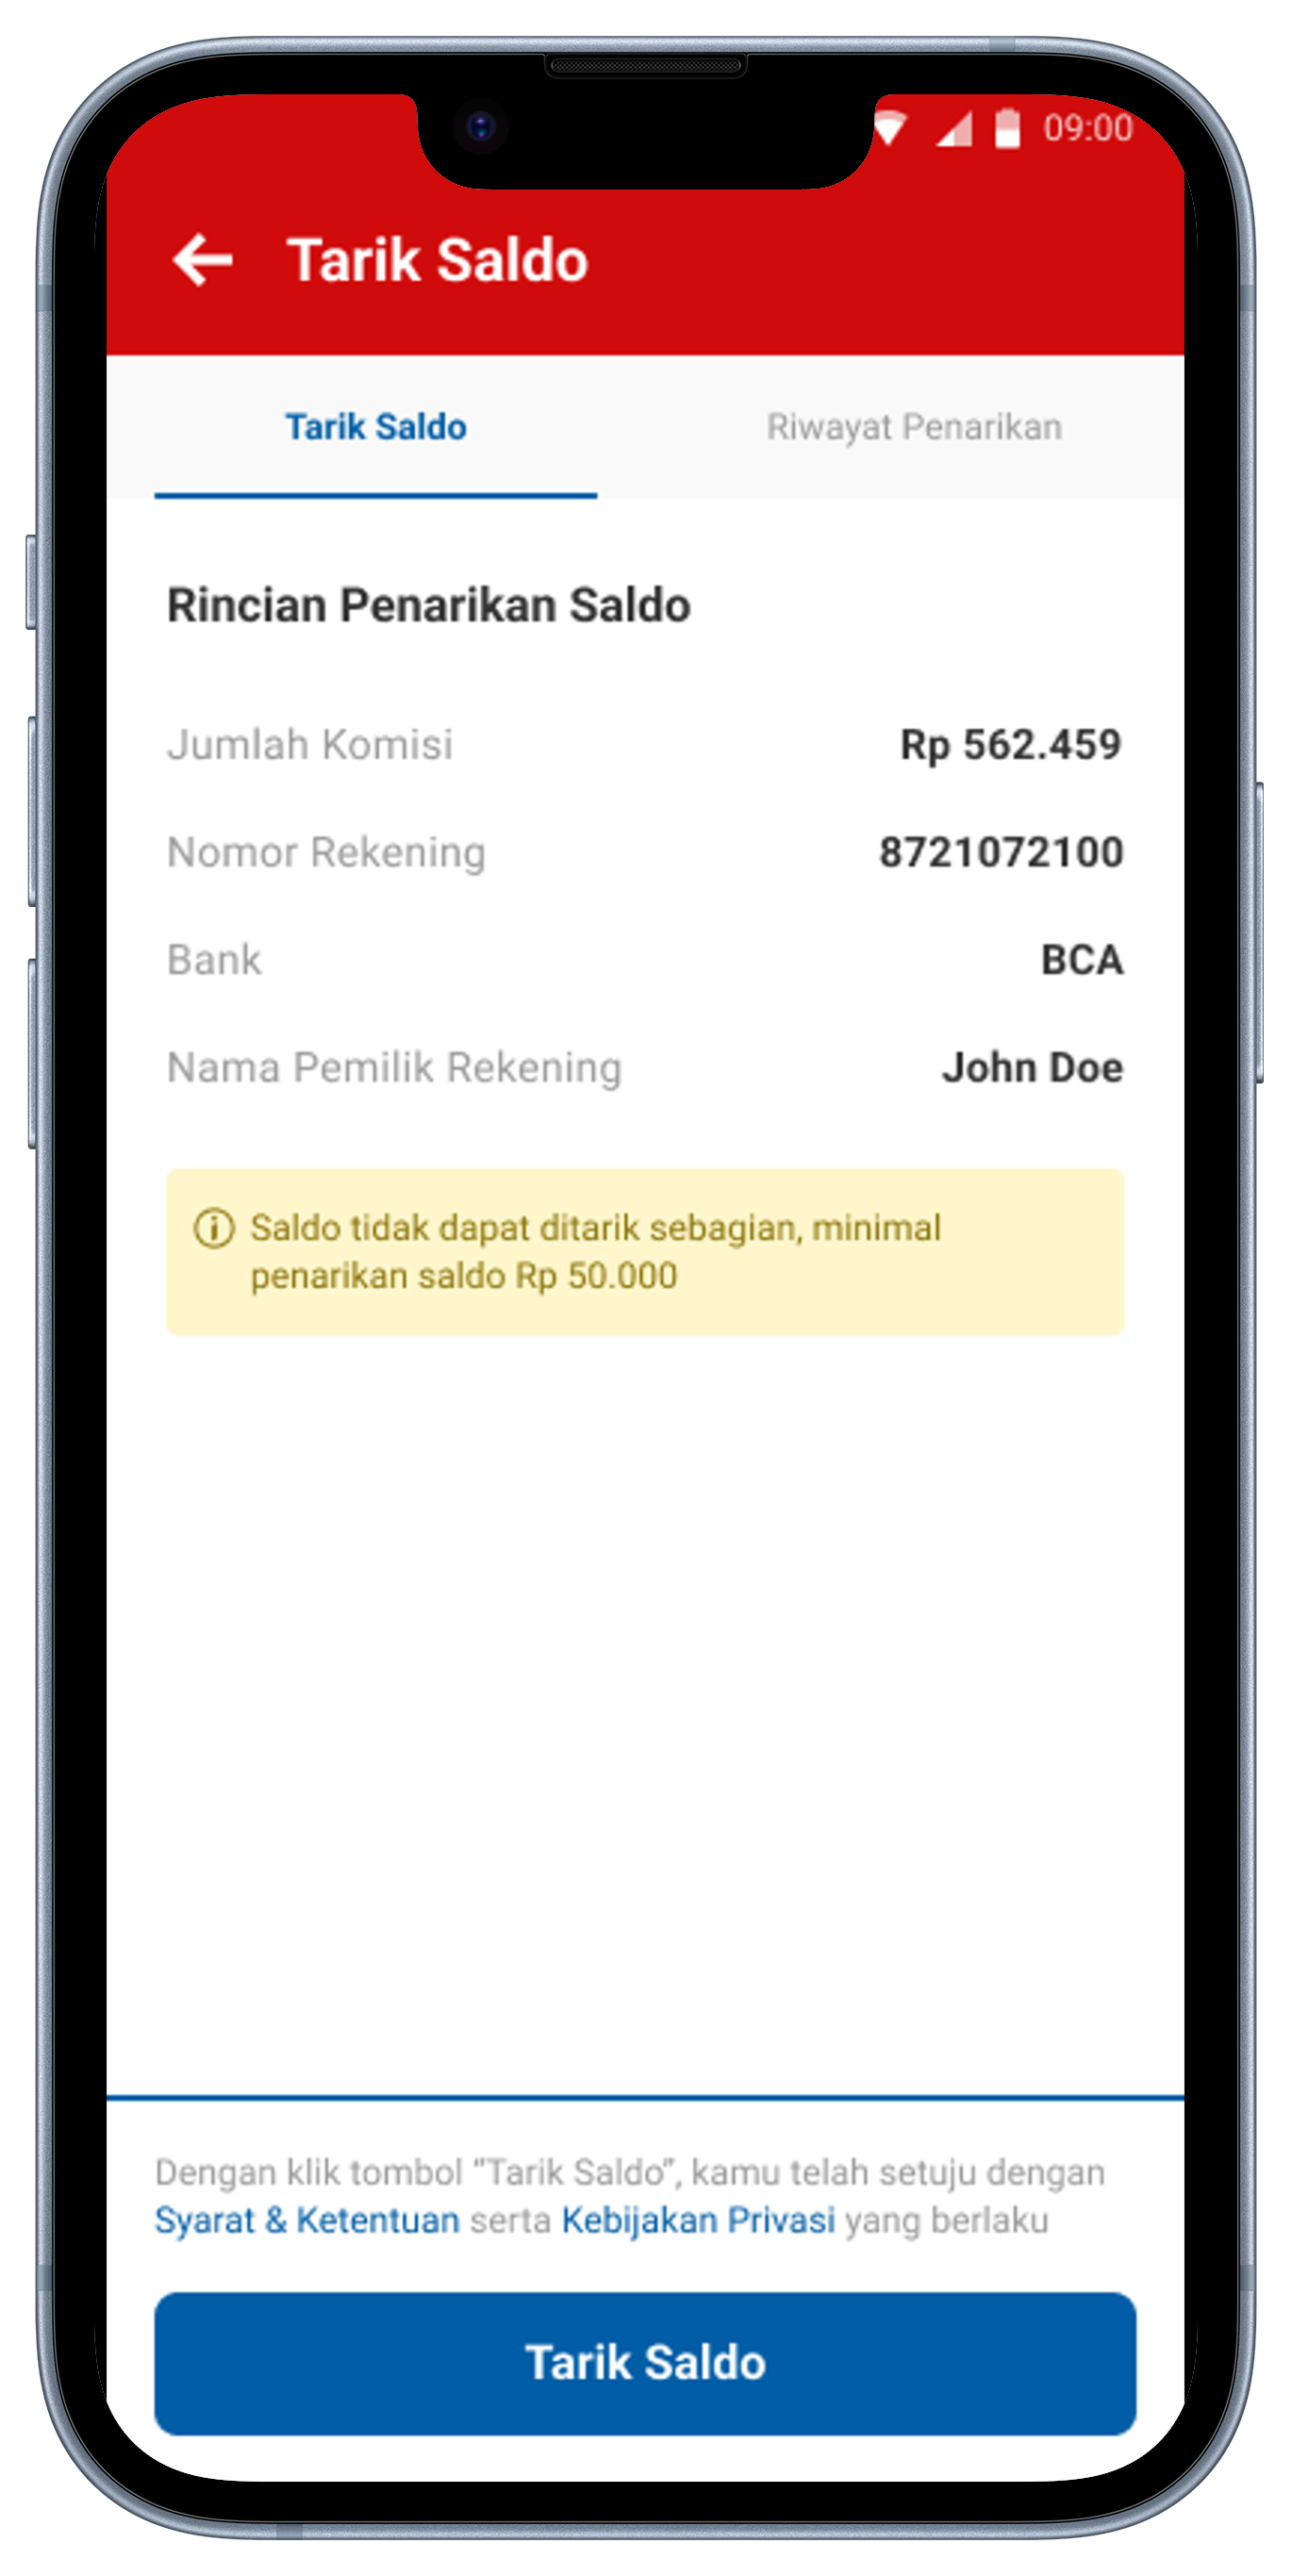 09:00
Tarik Saldo
Tarik Saldo
Riwayat Penarikan
Rincian Penarikan Saldo
Jumlah Komisi Rp 562.459
Nomor Rekening 8721072100
Bank BCA
Nama Pemilik Rekening John Doe
Saldo tidak dapat ditarik sebagian, minimal
penarikan saldo Rp 50.000
Dengan klik tombol “Tarik Saldo”, kamu telah setuju dengan
Syarat & Ketentuan serta Kebijakan Privasi yang berlaku
Tarik Saldo